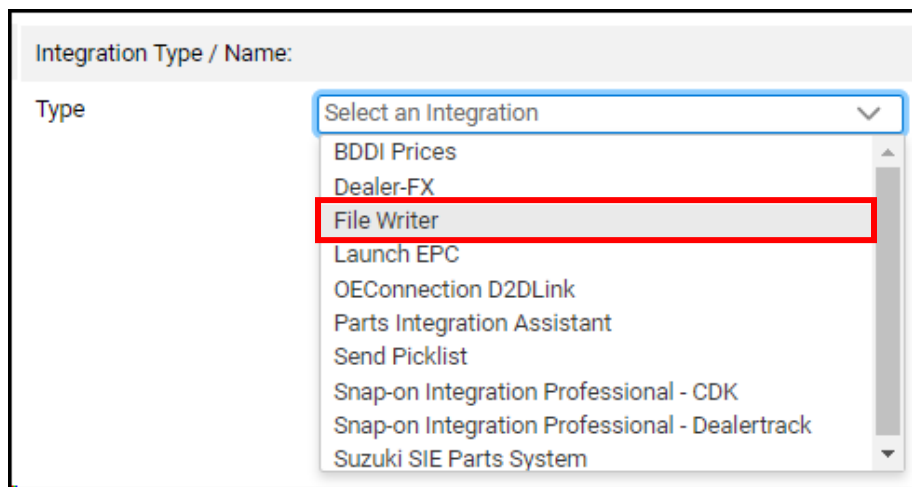 Integration Type / Name:
Type
Select an Integration
BDDI Prices
Dealer-FX
File Writer
Launch EPC
OEConnection D2DLink
Parts Integration Assistant
Send Picklist
Snap-on Integration Professional - CDK
Snap-on Integration Professional - Dealertrack
Suzuki SIE Parts System